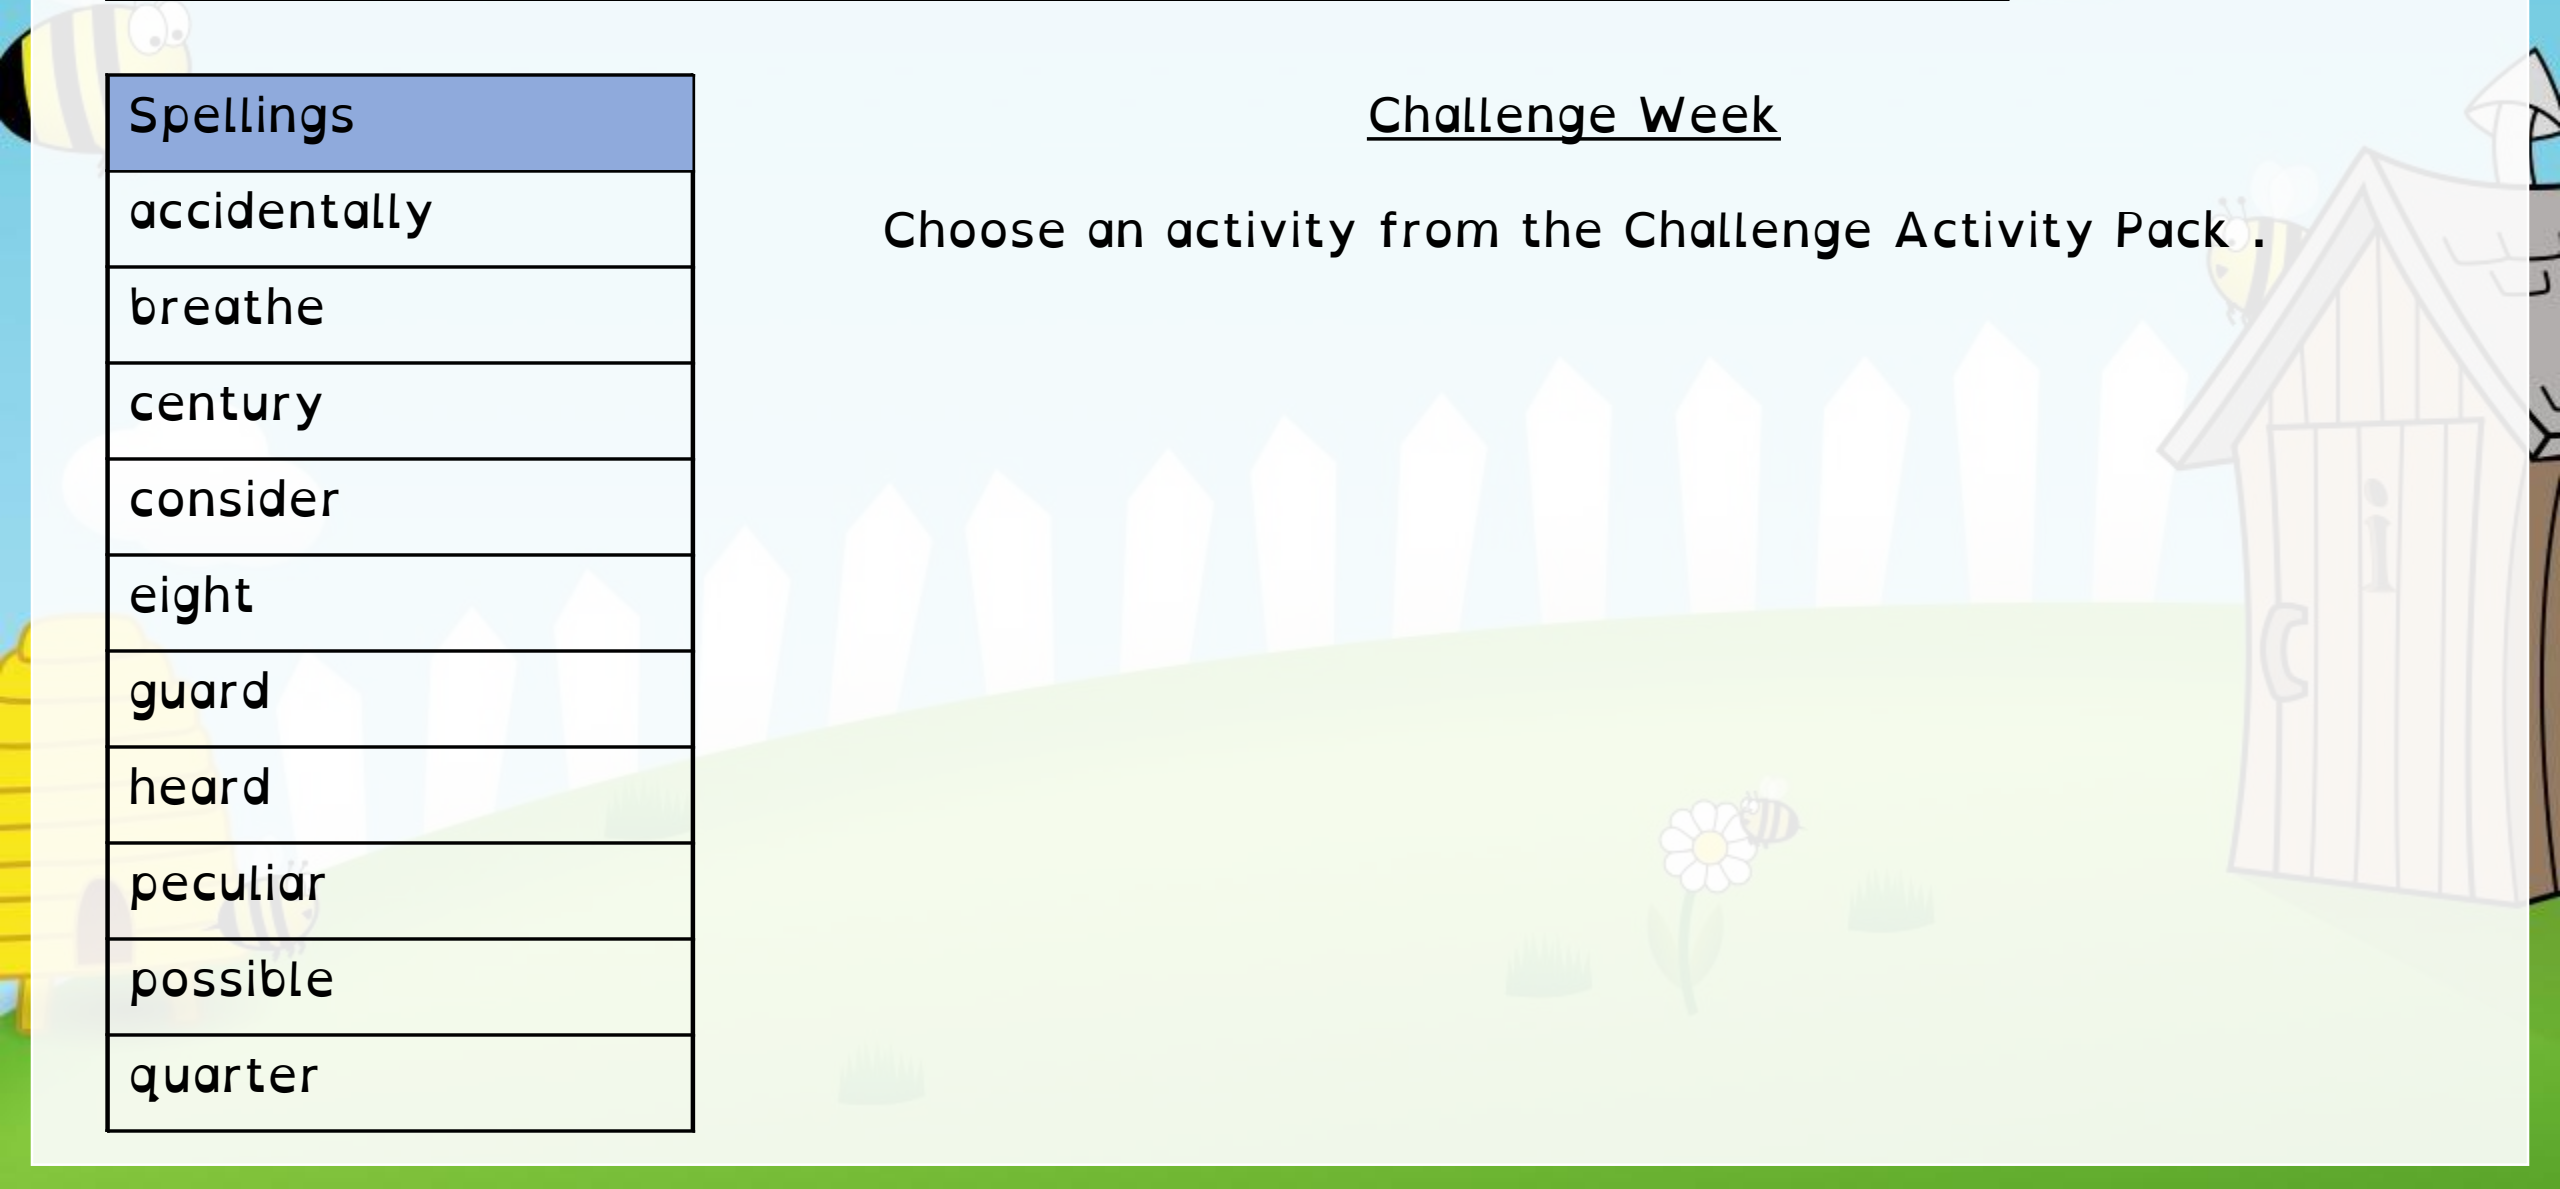 Spellings
accidentally
breathe
century
consider
eight
guard
heard
peculiar
possible
quarter
Challenge Week
Choose an activity from the Challenge Activity Pack .
i